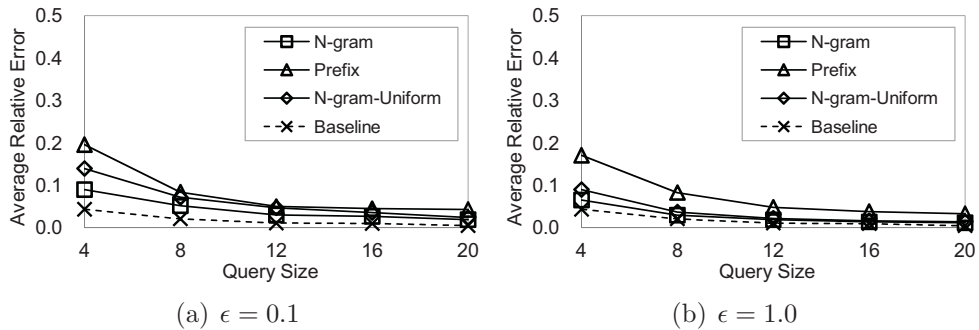 Average Relative Error
0.5
0.4
0.3
0.2
0.1
0.0
N-gram
Prefix
N-gram-Uniform
Baseline
4 8 12 16 20
Query Size
(a) ϵ = 0.1
Average Relative Error
0.5
0.4
0.3
0.2
0.1
0.0
N-gram
Prefix
N-gram-Uniform
Baseline
4 8 12 16 20
Query Size
(b) ϵ = 1.0